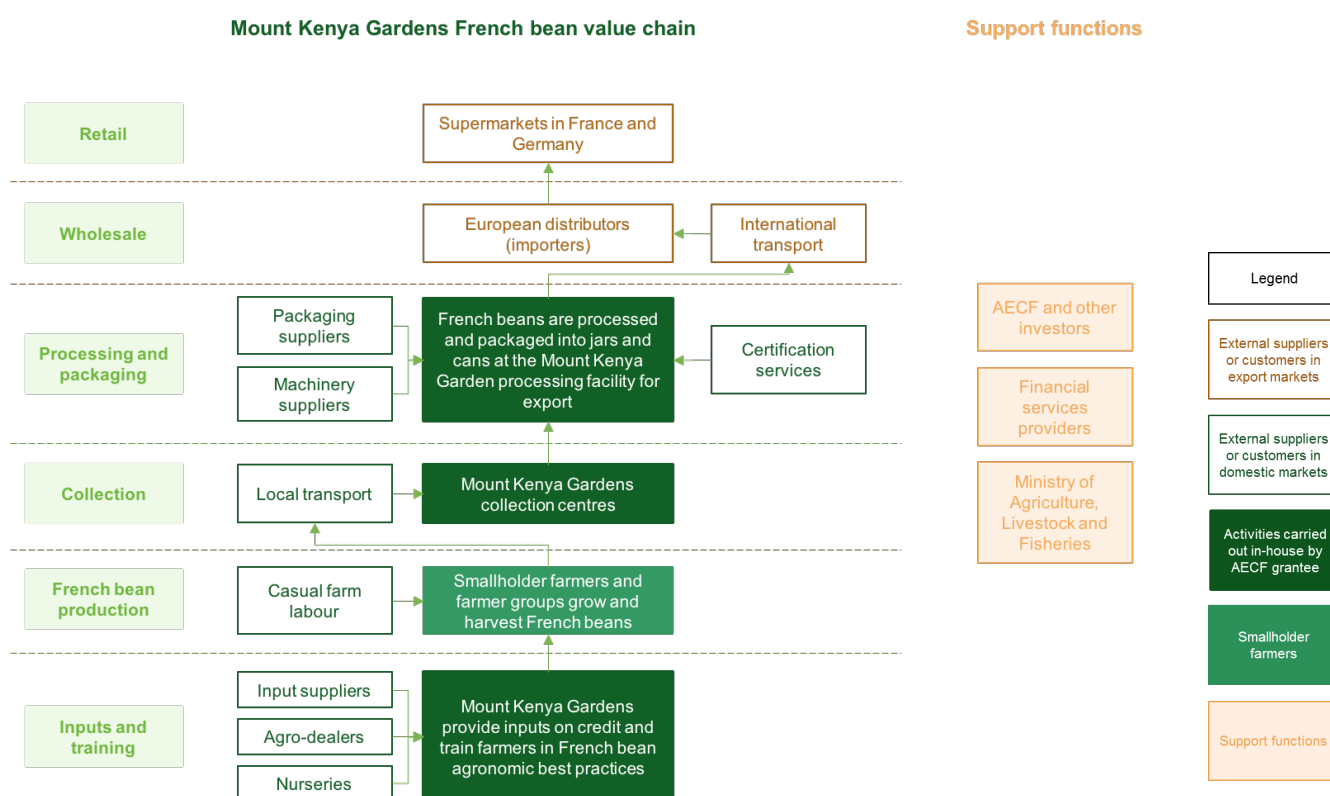 Mount Kenya Gardens French bean value chain
Support functions
Retail
Supermarkets in France and
Germany
Wholesale
European distributors
(importers)
International
transport
Processing and
packaging
Packaging
suppliers
Machinery
suppliers
French beans are processed
and packaged into jars and
cans at the Mount Kenya
Garden processing facility for
export
Certification
services
Collection
Local transport
Mount Kenya Gardens
collection centres
French bean
production
Casual farm
labour
Smallholder farmers and
farmer groups grow and
harvest French beans
Inputs and
training
Input suppliers
Agro-dealers
Nurseries
Mount Kenya Gardens
provide inputs on credit and
train farmers in French bean
agronomic best practices
AECF and other
investors
Financial
services
providers
Ministry of
Agriculture,
Livestock and
Fisheries
Legend
External suppliers
or customers in
export markets
External suppliers
or customers in
domestic markets
Activities carried
out in-house by
AECF grantee
Smallholder
farmers
Support functions